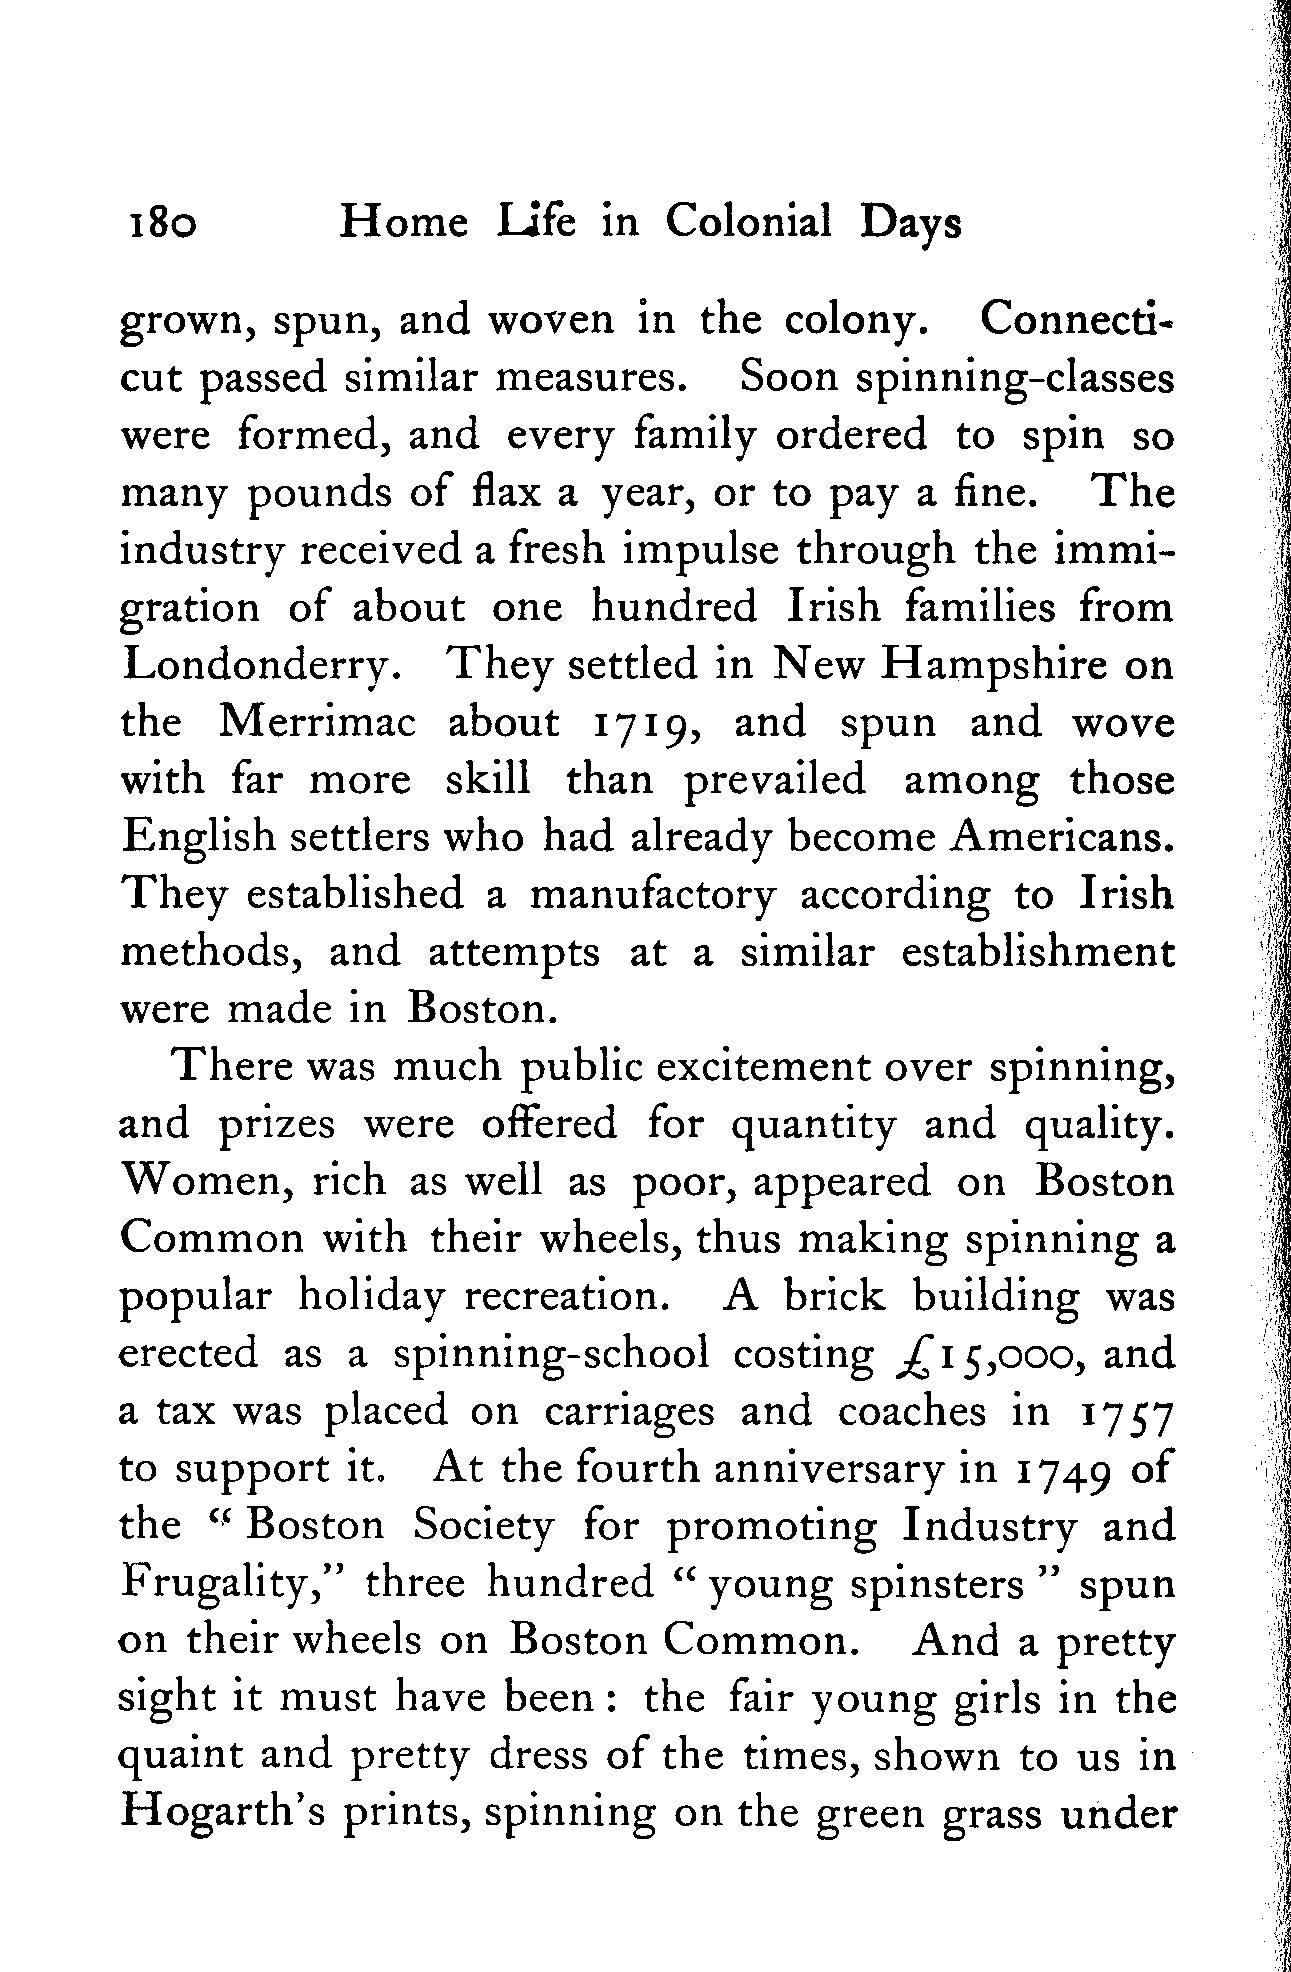 180 Home Life in Colonial Days
grown, spun, and woven in the colony. Connecti-
cut passed similar measures. Soon spinning-classes
were formed, and every family ordered to spin so
many pounds of flax a year, or to pay a fine. The
industry received a fresh impulse through the immi-
gration of about one hundred Irish families from
Londonderry. They settled in New Hampshire on
the Merrimac about 1719, and spun and wove
with far more skill than prevailed among those
English settlers who had already become Americans.
They established a manufactory according to Irish
methods, and attempts at a similar establishment
were made in Boston.
There was much public excitement over spinning,
and prizes were offered for quantity and quality.
Women, rich as well as poor, appeared on Boston
Common with their wheels, thus making spinning a
popular holiday recreation. A brick building was
erected as a spinning-school costing £15,000, and
a tax was placed on carriages and coaches in 1757
to support it. At the fourth anniversary in 1749 of
the “Boston Society for promoting Industry and
Frugality,” three hundred “young spinsters” spun
on their wheels on Boston Common. And a pretty
sight it must have been: the fair young girls in the
quaint and pretty dress of the times, shown to us in
Hogarth's prints, spinning on the green grass under